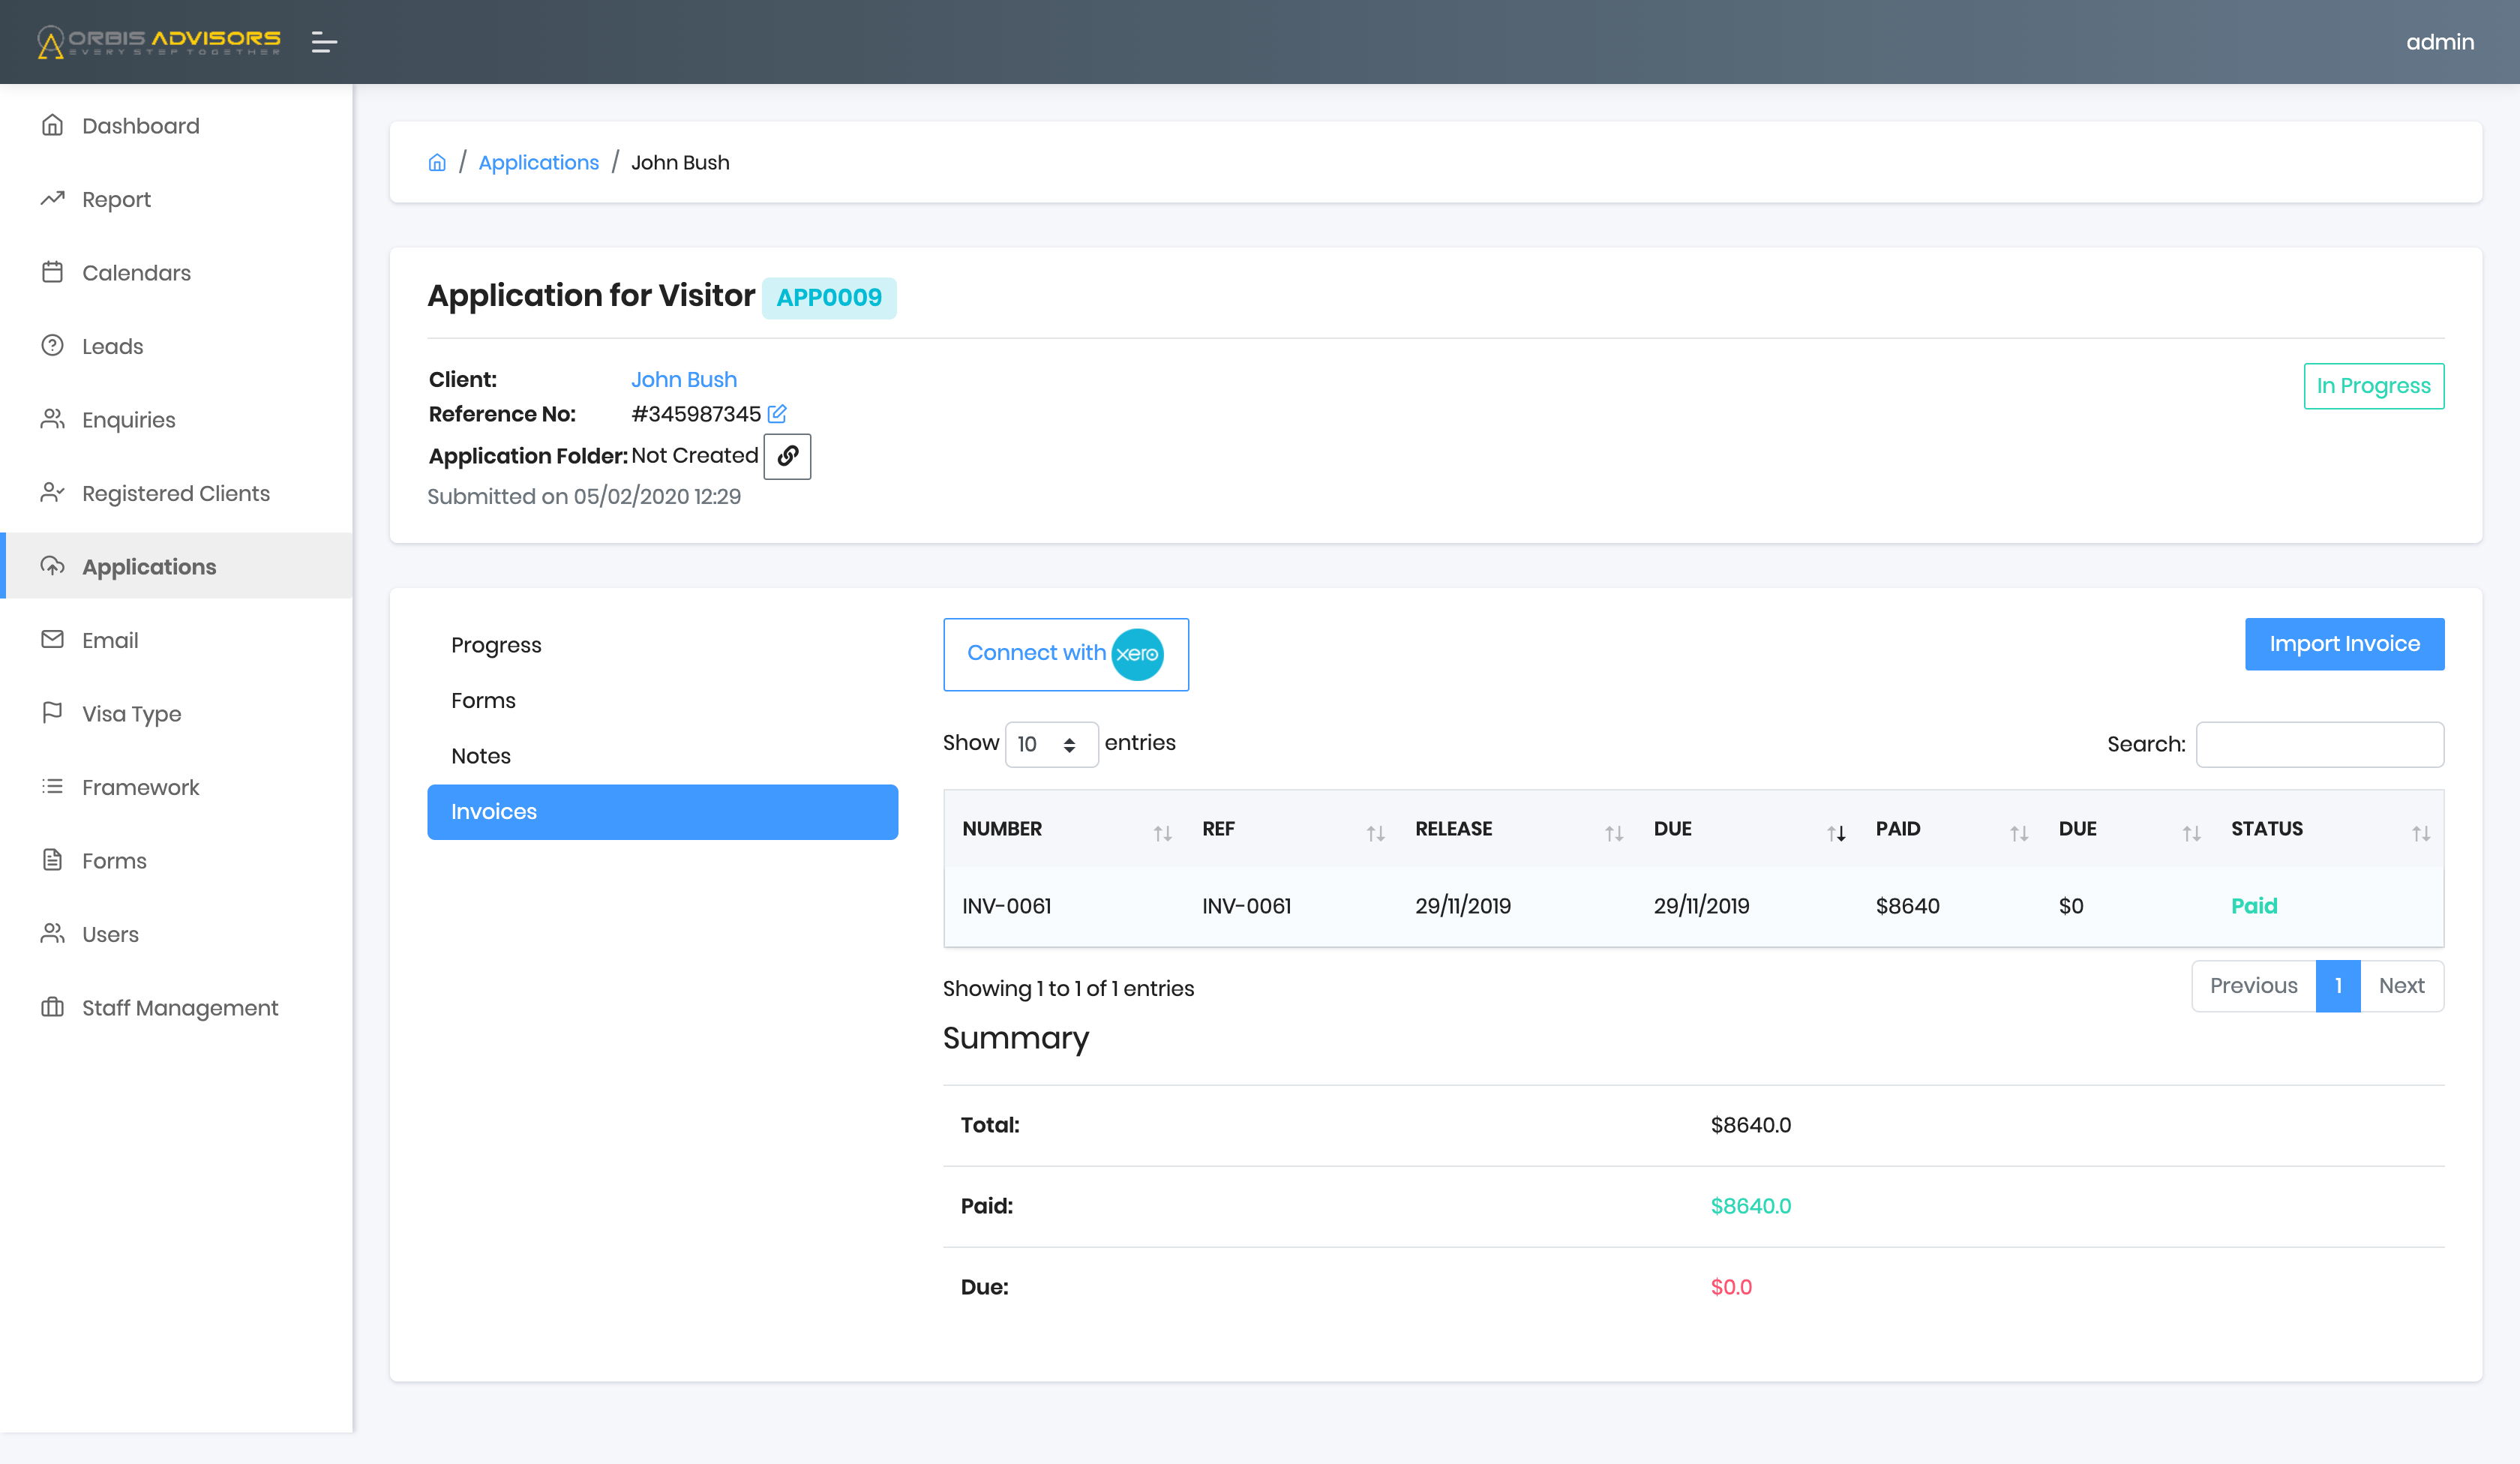 ORBIS ADVISORS
EVERY STEP TOGETHER
admin
Dashboard
Report
Calendars
Leads
Enquiries
Registered Clients
Applications
Email
Visa Type
Framework
Forms
Users
Staff Management
/ Applications / John Bush
Application for Visitor APP0009
Client: John Bush
In Progress
Reference No: #345987345
Application Folder: Not Created
Submitted on 05/02/2020 12:29
Progress
Forms
Notes
Invoices
Connect with xero
Import Invoice
Show 10 entries
Search:
NUMBER REF RELEASE DUE PAID DUE STATUS
INV-0061 INV-0061 29/11/2019 29/11/2019 $8640 $0 Paid
Showing 1 to 1 of 1 entries
Previous 1 Next
Summary
Total: $8640.0
Paid: $8640.0
Due: $0.0